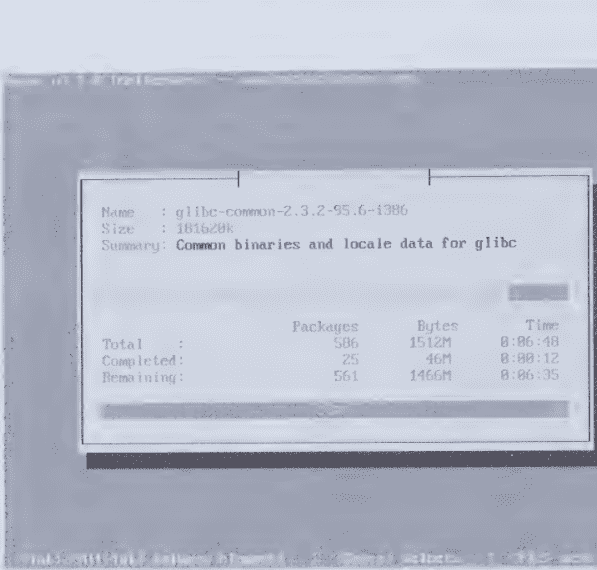 Name : glibc-common-2.3.2-95.6-i386
Size : 181620k
Summary: Common binaries and locale data for glibc
Packages Bytes Time
Total : 586 1512M 0:06:48
Completed: 25 46M 0:00:12
Remaining: 561 1466M 0:06:35